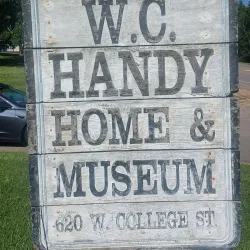 W.C.
HANDY
HOME &
MUSEUM
620 W. COLLEGE ST